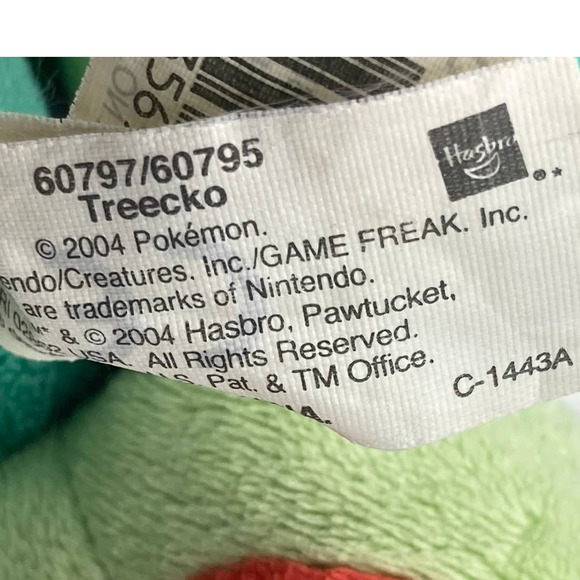 60797/60795
Treecko
Hasbro
®*
© 2004 Pokémon.
endo/Creatures. Inc./GAME FREAK. Inc.
are trademarks of Nintendo.
& © 2004 Hasbro, Pawtucket,
USA. All Rights Reserved.
U.S. Pat. & TM Office.
C-1443A